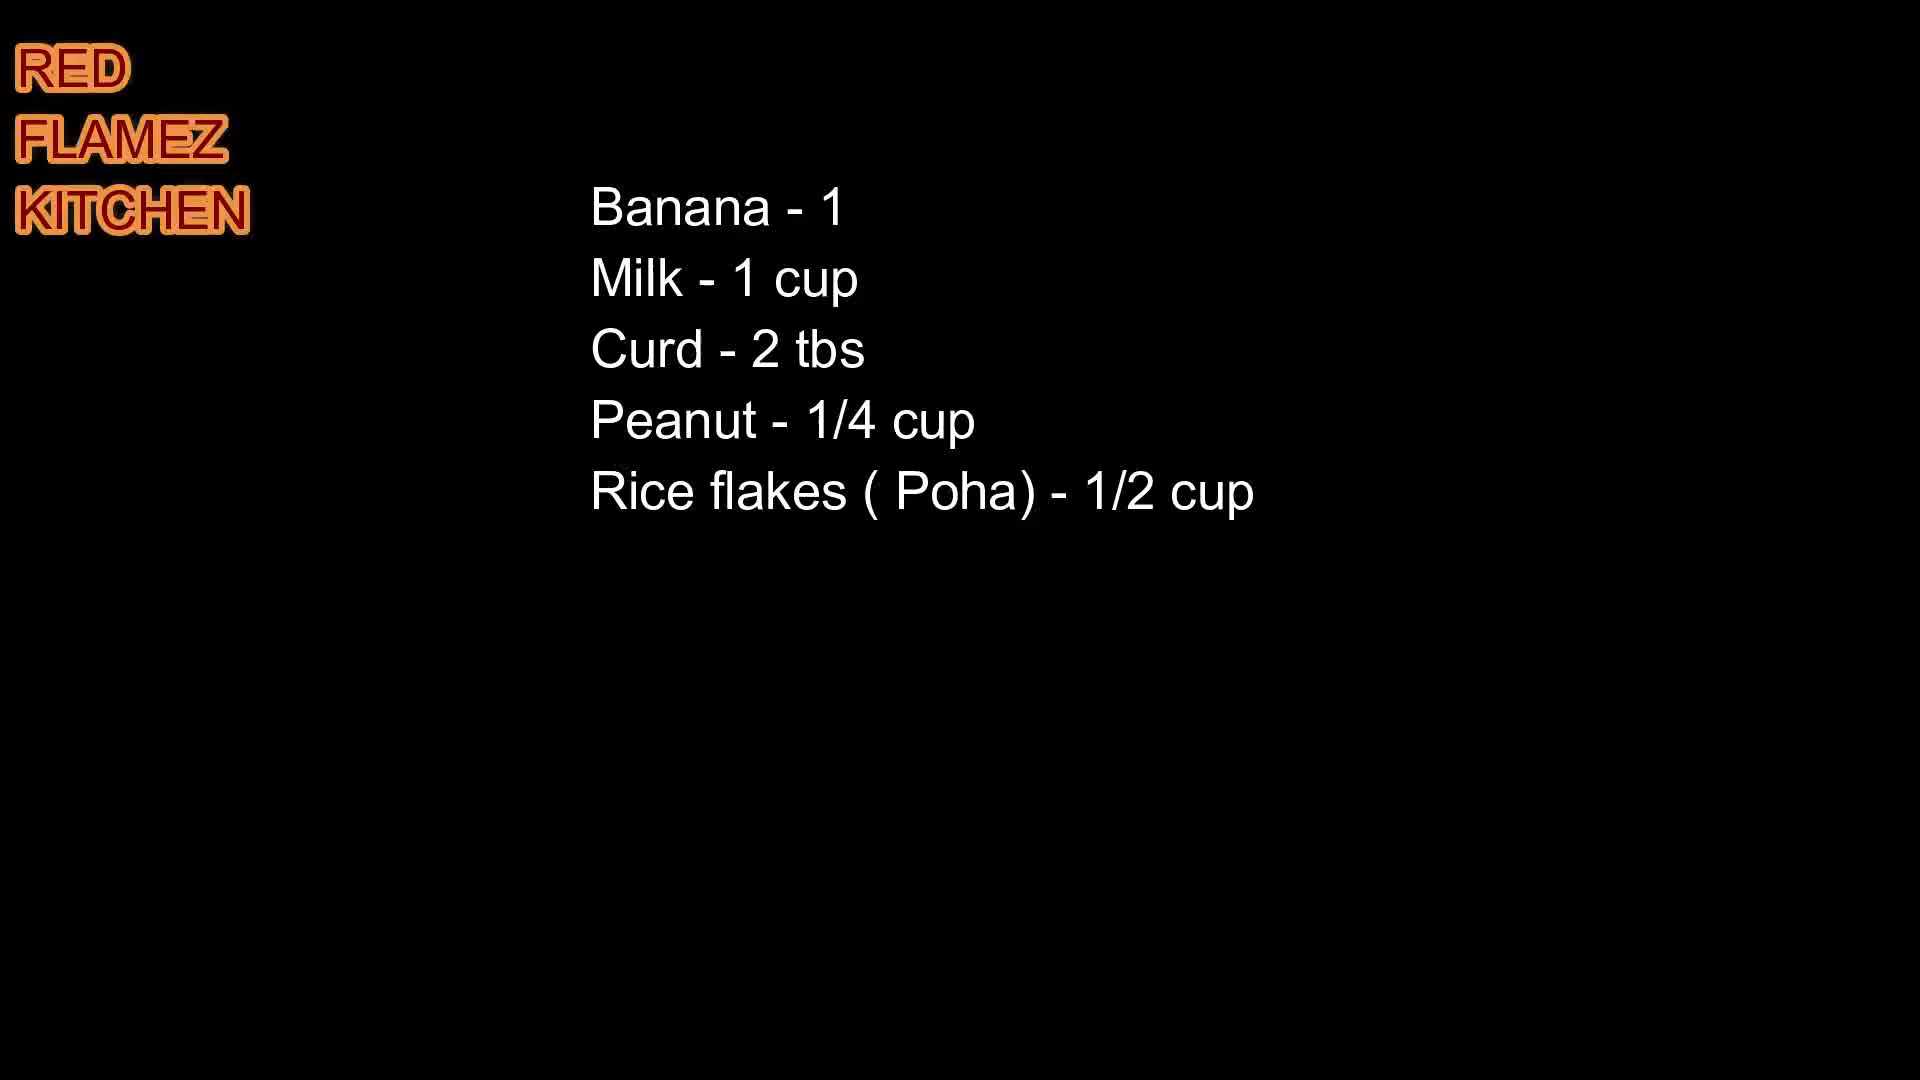 RED
FLAMEZ
KITCHEN
Banana - 1
Milk - 1 cup
Curd - 2 tbs
Peanut - 1/4 cup
Rice flakes ( Poha) - 1/2 cup